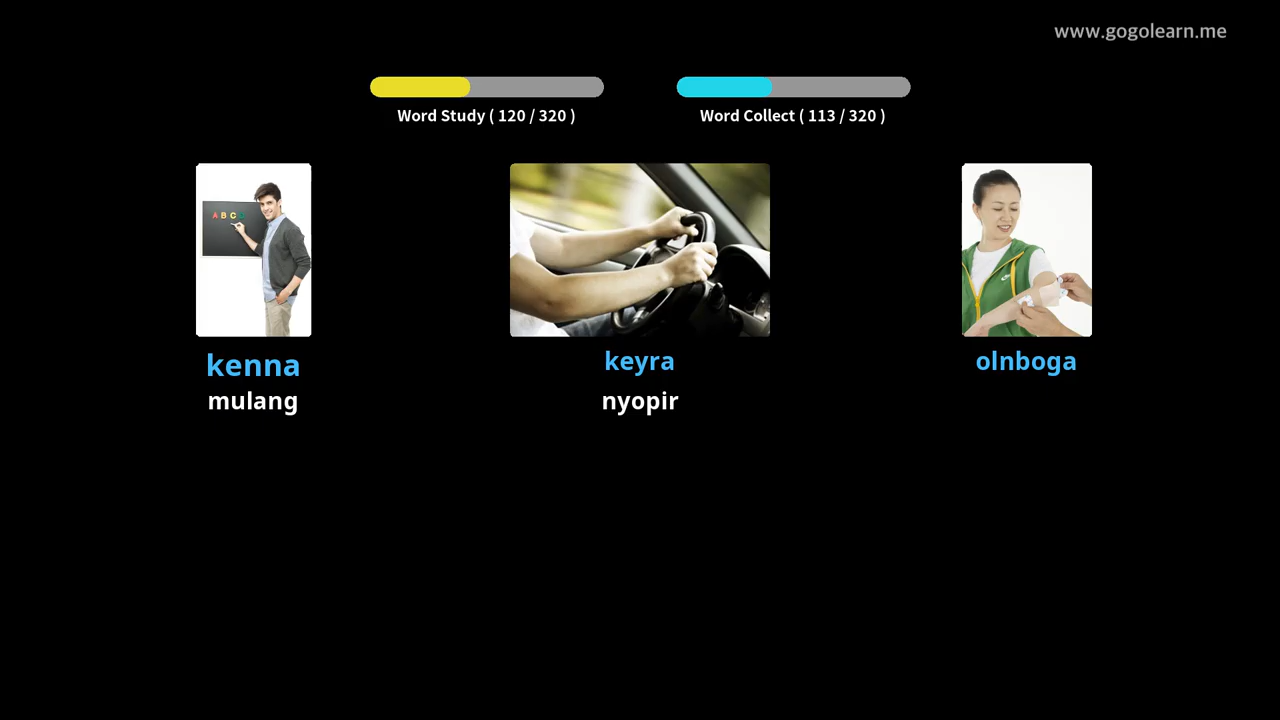 www.gogolearn.me
Word Study ( 120 / 320 )
Word Collect ( 113 / 320 )
A B C D
kenna
keyra
olnboga
mulang
nyopir